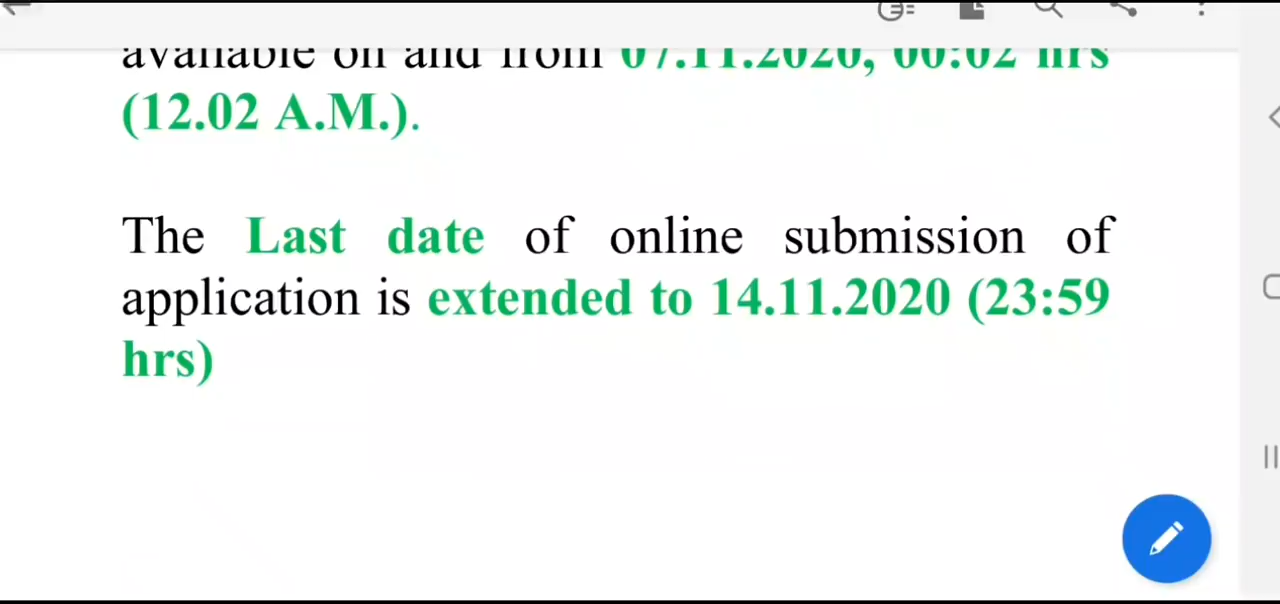 available on and from 07.11.2020, 00:02 hrs
(12.02 A.M.).
The Last date of online submission of
application is extended to 14.11.2020 (23:59
hrs)